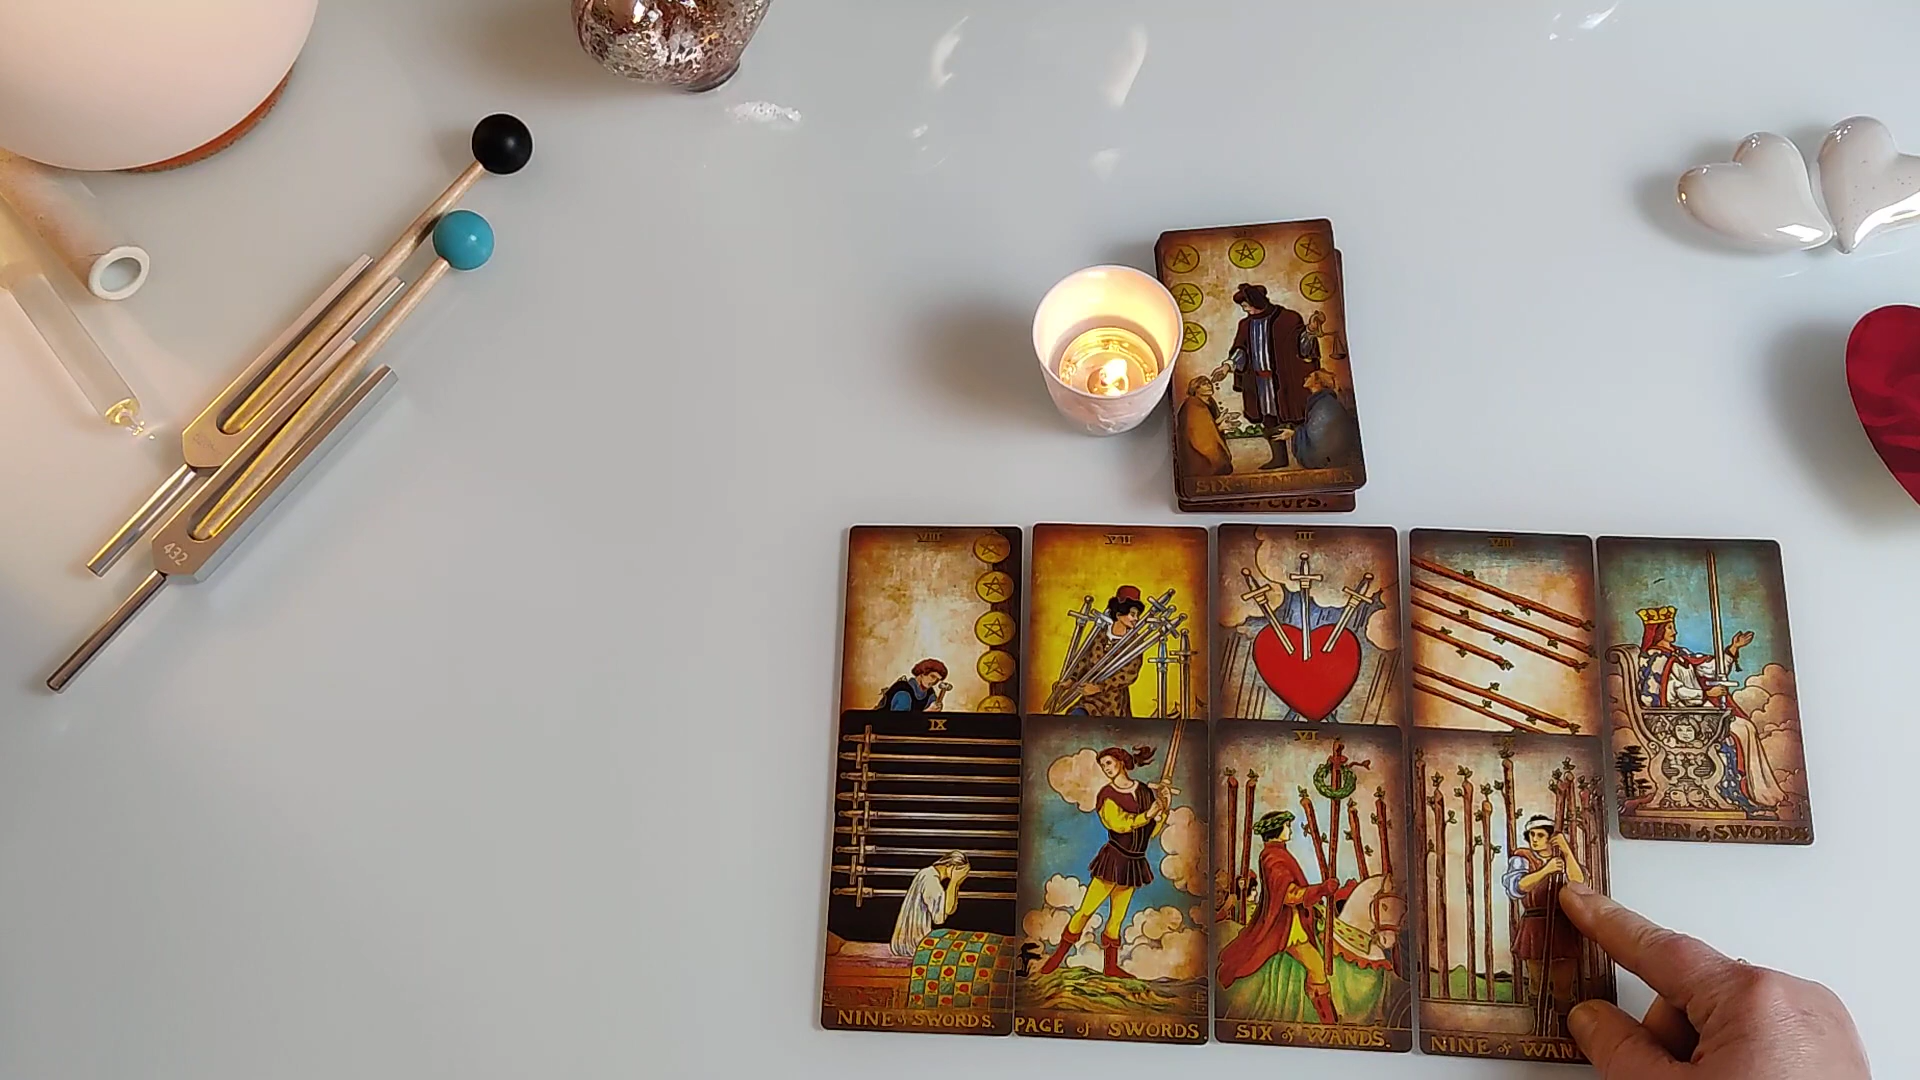 432
SIX of PENTACLES
CUPS.
VIII
VII
III
VIII
QUEEN of SWORDS
IX
VI
NINE of SWORDS.
PAGE of SWORDS.
SIX of WANDS.
NINE of WAN